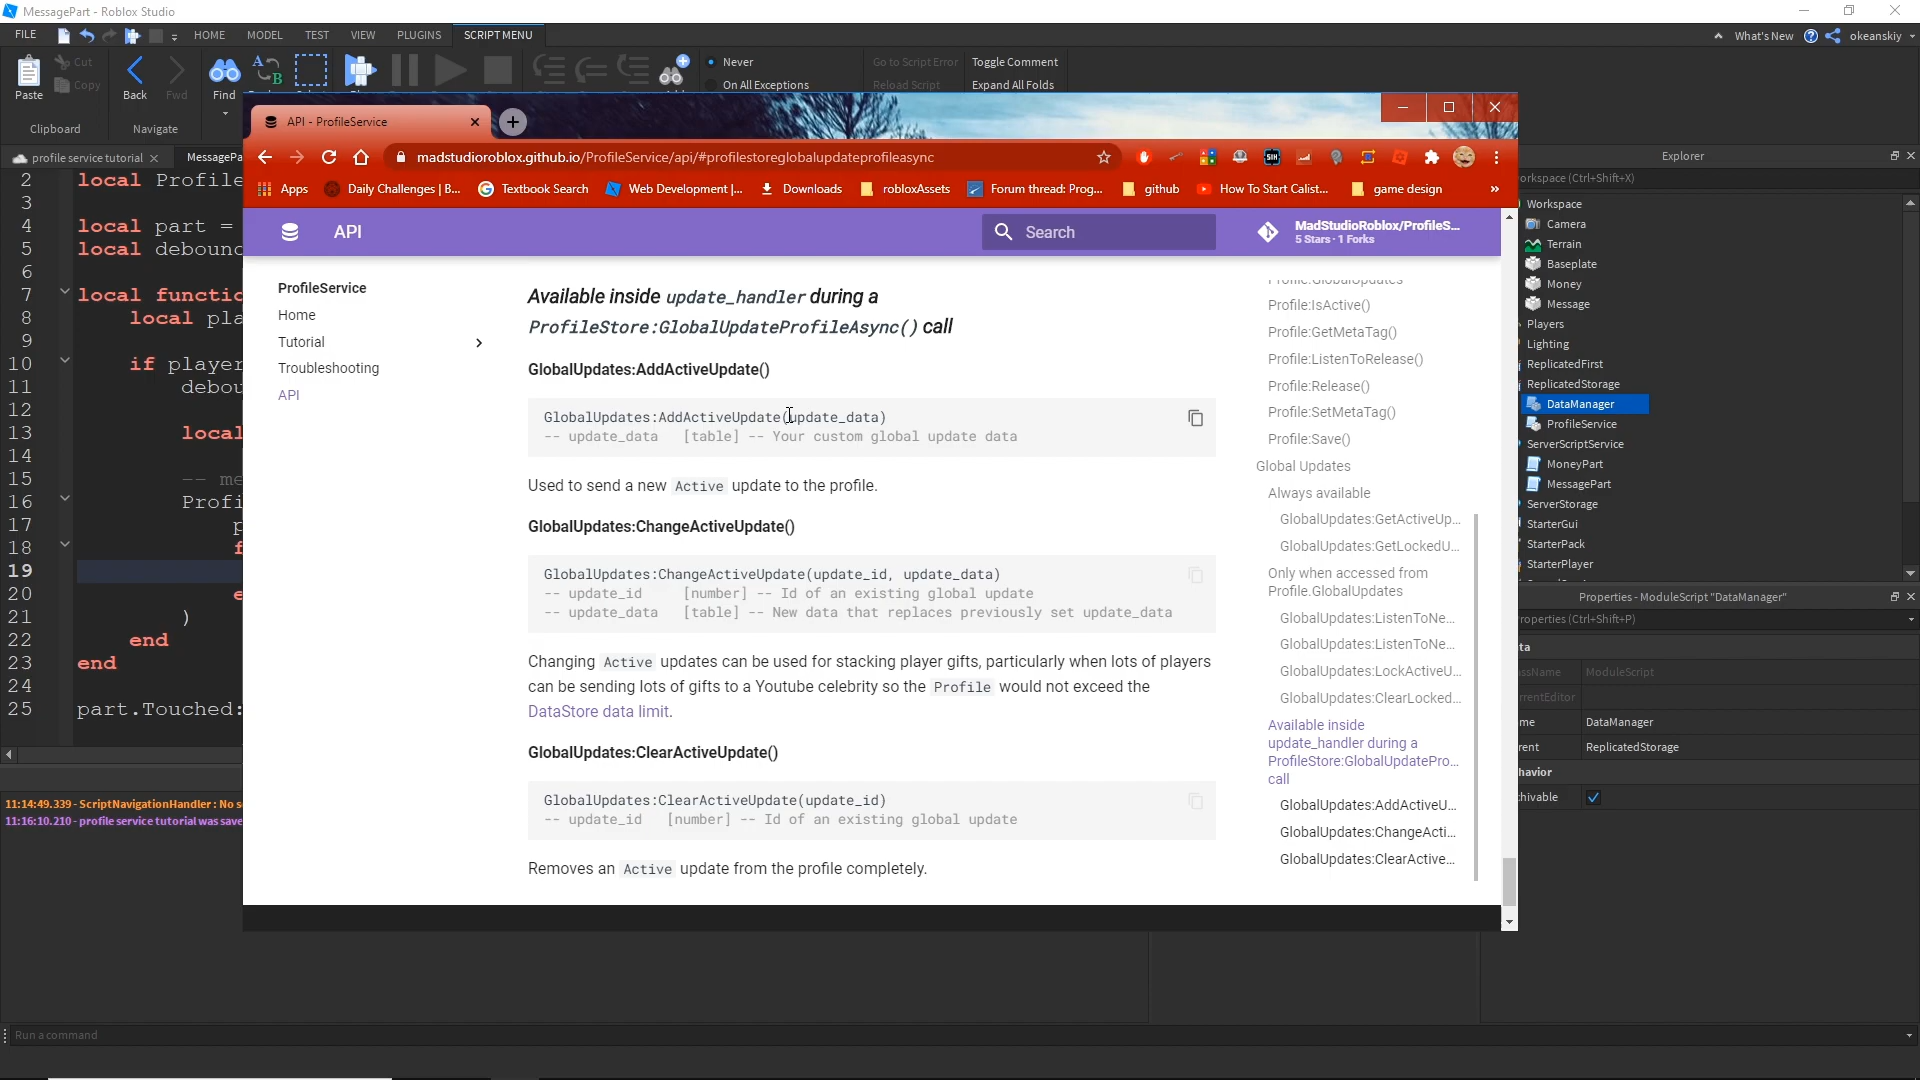 MessagePart - Roblox Studio
FILE HOME MODEL TEST VIEW PLUGINS SCRIPT MENU What's New okeanskiy
Paste Cut Copy Back Fwd Find
Never
On All Exceptions
Go to Script Error
Reload Script
Toggle Comment
Expand All Folds
Clipboard Navigate
API - ProfileService
madstudioroblox.github.io/ProfileService/api/#profilestoreglobalupdateprofileasync
Apps Daily Challenges | B... Textbook Search Web Development |... Downloads robloxAssets Forum thread: Prog... github How To Start Calist... game design »
profile service tutorial MessagePa
2 local Profile
3
4 local part =
5 local debounc
6
7 local functio
8 local pla
9
10 if player
11 debou
12
13 local
14
15 -- me
16 Profi
17 p
18 f
19
20 e
21 )
22 end
23 end
24
25 part.Touched:
11:14:49.339 - ScriptNavigationHandler : No s
11:16:10.210 - profile service tutorial was save
API
Search
MadStudioRoblox/ProfileS...
5 Stars · 1 Forks
ProfileService
Home
Tutorial
Troubleshooting
API
Available inside update_handler during a
ProfileStore:GlobalUpdateProfileAsync() call
GlobalUpdates:AddActiveUpdate()
GlobalUpdates:AddActiveUpdate(update_data)
-- update_data [table] -- Your custom global update data
Used to send a new Active update to the profile.
GlobalUpdates:ChangeActiveUpdate()
GlobalUpdates:ChangeActiveUpdate(update_id, update_data)
-- update_id [number] -- Id of an existing global update
-- update_data [table] -- New data that replaces previously set update_data
Changing Active updates can be used for stacking player gifts, particularly when lots of players
can be sending lots of gifts to a Youtube celebrity so the Profile would not exceed the
DataStore data limit.
GlobalUpdates:ClearActiveUpdate()
GlobalUpdates:ClearActiveUpdate(update_id)
-- update_id [number] -- Id of an existing global update
Removes an Active update from the profile completely.
Profile:IsActive()
Profile:GetMetaTag()
Profile:ListenToRelease()
Profile:Release()
Profile:SetMetaTag()
Profile:Save()
Global Updates
Always available
GlobalUpdates:GetActiveUp...
GlobalUpdates:GetLockedU...
Only when accessed from
Profile.GlobalUpdates
GlobalUpdates:ListenToNe...
GlobalUpdates:ListenToNe...
GlobalUpdates:LockActiveU...
GlobalUpdates:ClearLocked...
Available inside
update_handler during a
ProfileStore:GlobalUpdatePro...
call
GlobalUpdates:AddActiveU...
GlobalUpdates:ChangeActi...
GlobalUpdates:ClearActive...
Explorer
orkspace (Ctrl+Shift+X)
Workspace
Camera
Terrain
Baseplate
Money
Message
Players
Lighting
ReplicatedFirst
ReplicatedStorage
DataManager
ProfileService
ServerScriptService
MoneyPart
MessagePart
ServerStorage
StarterGui
StarterPack
StarterPlayer
Properties - ModuleScript "DataManager"
roperties (Ctrl+Shift+P)
ta
ssName ModuleScript
rrentEditor
me DataManager
rent ReplicatedStorage
havior
chivable
Run a command